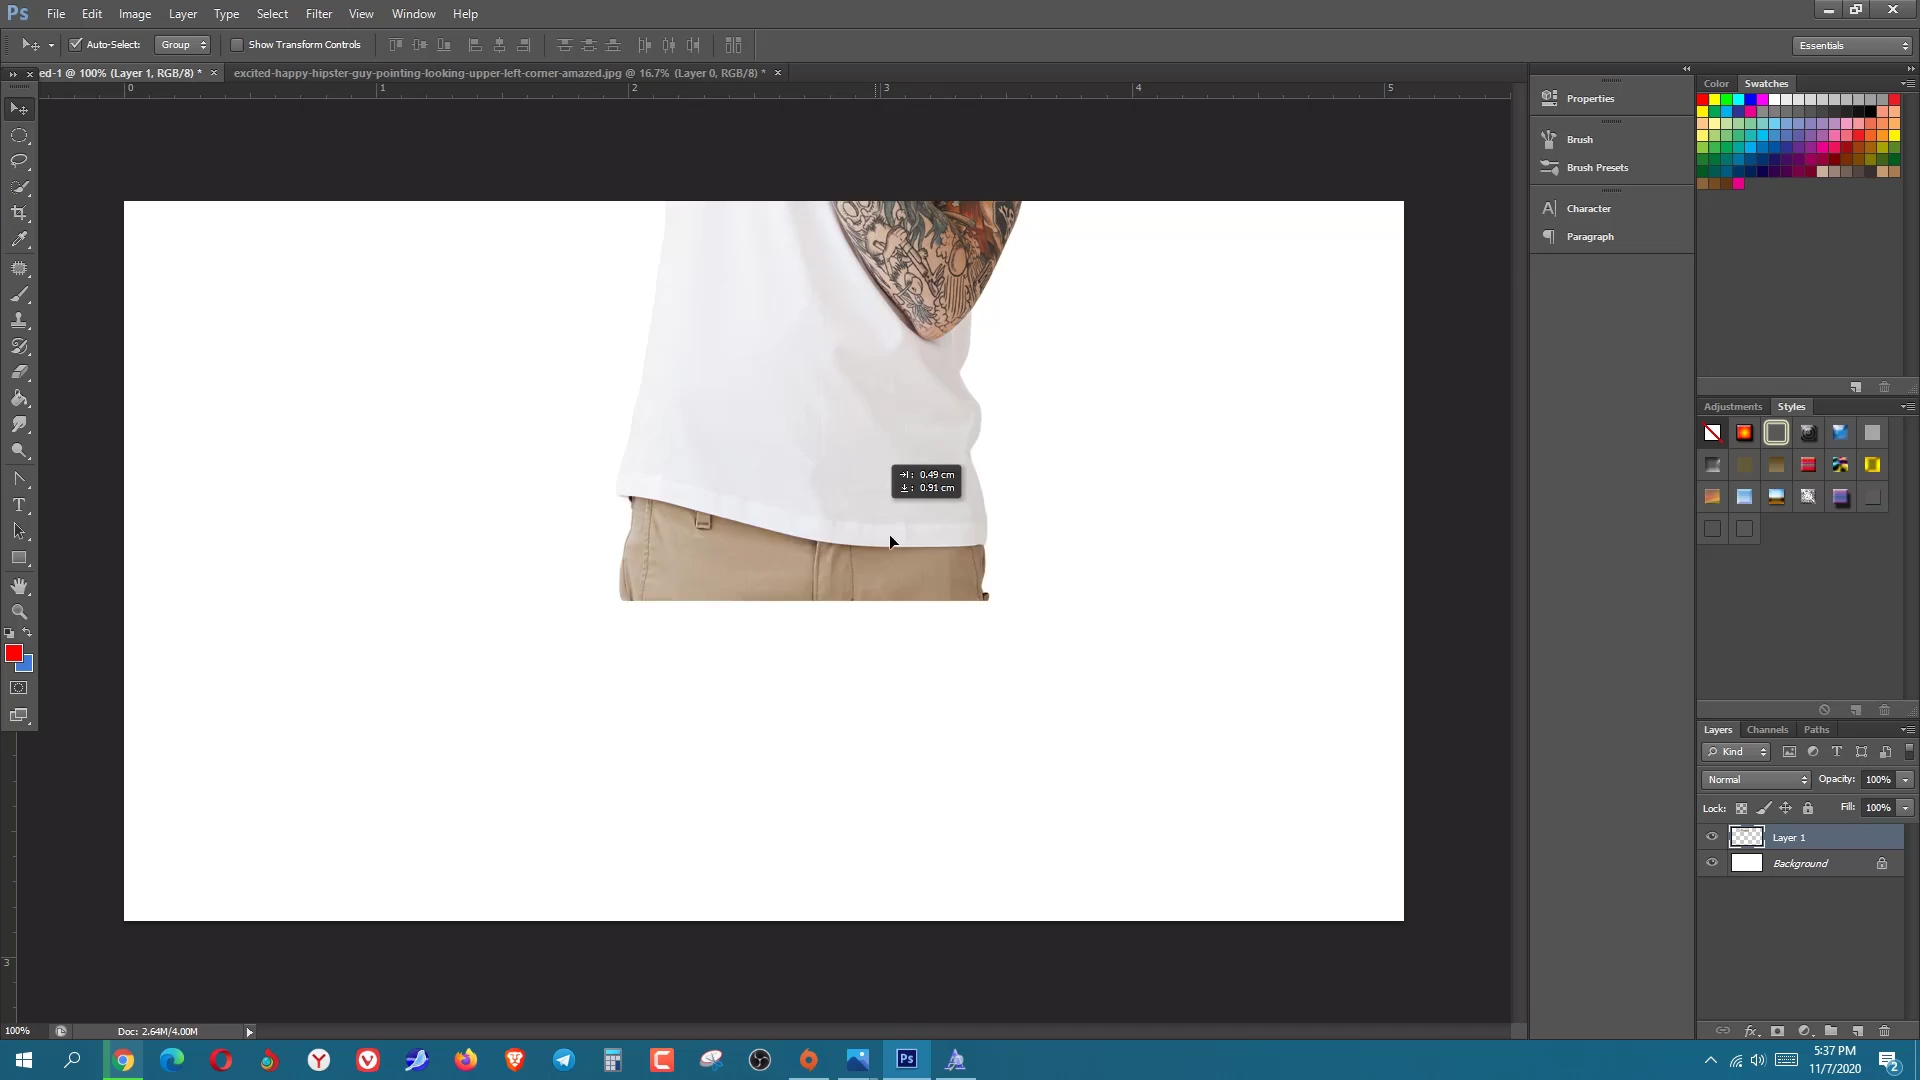 Ps File Edit Image Layer Type Select Filter View Window Help
Auto-Select: Group Show Transform Controls Essentials
ed-1 @ 100% (Layer 1, RGB/8) * × excited-happy-hipster-guy-pointing-looking-upper-left-corner-amazed.jpg @ 16.7% (Layer 0, RGB/8) * ×
0 1 2 3 4 5
Color Swatches
Properties
Brush
Brush Presets
Character
Paragraph
Adjustments Styles
0.49 cm
0.91 cm
Layers Channels Paths
Kind
Normal Opacity: 100%
Lock: Fill: 100%
Layer 1
Background
3
100% Doc: 2.64M/4.00M
5:37 PM
11/7/2020
2